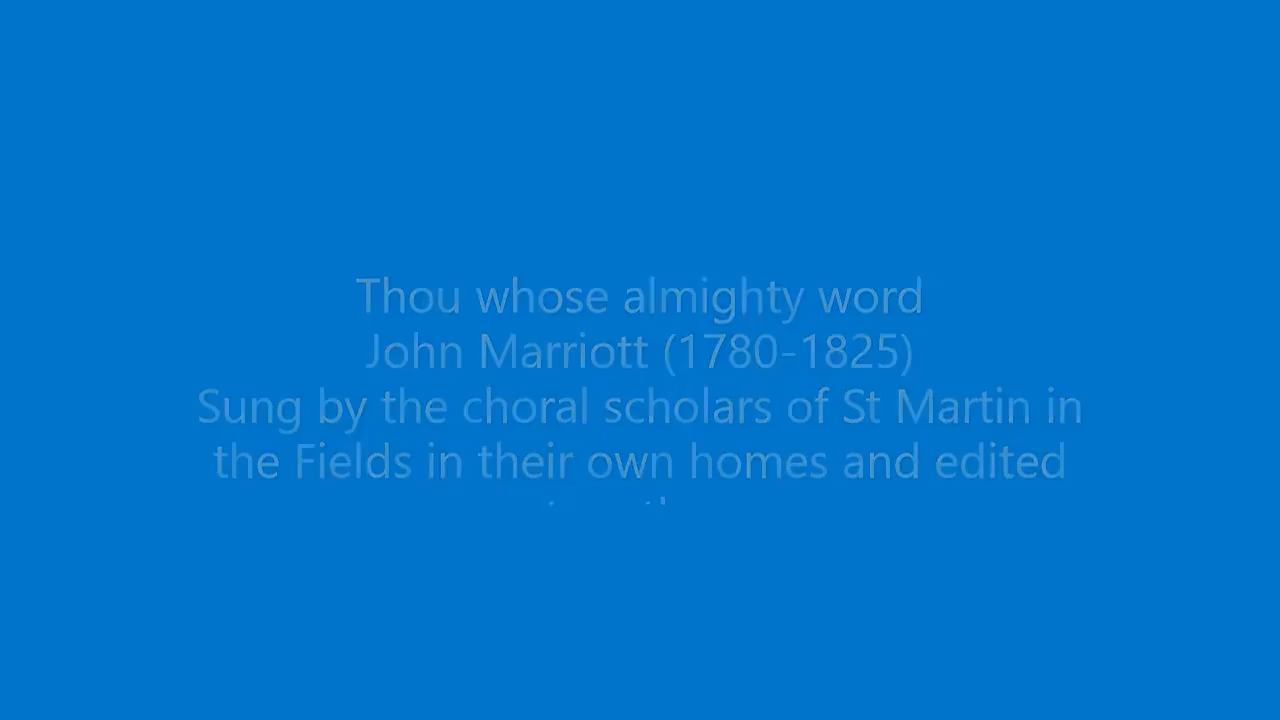 Thou whose almighty word
John Marriott (1780-1825)
Sung by the choral scholars of St Martin in
the Fields in their own homes and edited